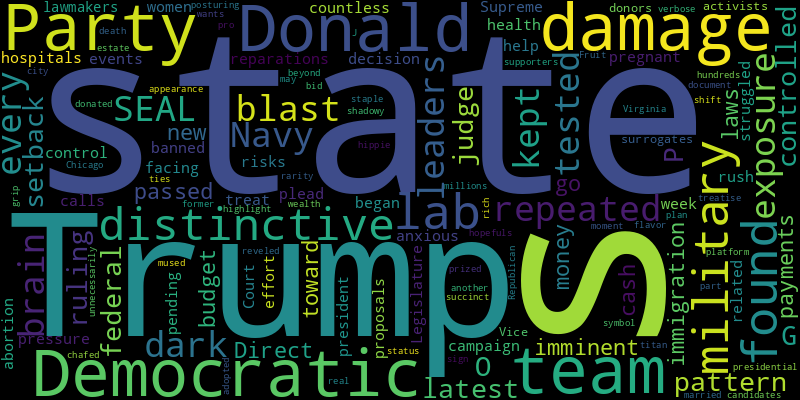 lawmakers women posturing countless Supreme donors verbose activists
Party Donald damage
pro death wants J health
estate supporters may Fruit pregnant
hospitals events reparations decision help
city beyond bid hundreds document
every setback SEAL blast leaders judge kept tested exposure laws struggled controlled
appearance donated staple shadowy
state
new Navy Virginia shift
control banned hippie surrogates
Chicago facing risks rarity P
ties treat plead millions go rush
calls passed began lab repeated week
grip former wealth rich plan treatise
highlight hopefuls moment flavor
distinctive
Trump s
brain ruling unnecessarily federal reveled anxious money cash immigration military found
mused Court effort toward Legislature prized Republican platform
pending budget president proposals another part related payments
succinct symbol
abortion pressure dark Direct Vice campaign imminent titan G
chafed status O sign presidential
Democratic team pattern
adopted real latest married candidates